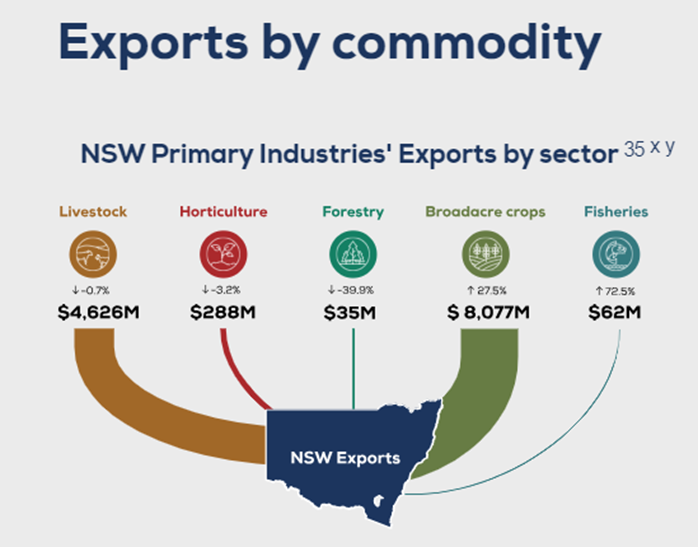 Exports by commodity
NSW Primary Industries' Exports by sector 35 x y
Livestock Horticulture Forestry Broadacre crops Fisheries
↓-0.7% ↓-3.2% ↓-39.9% ↑27.5% ↑72.5%
$4,626M $288M $35M $ 8,077M $62M
NSW Exports